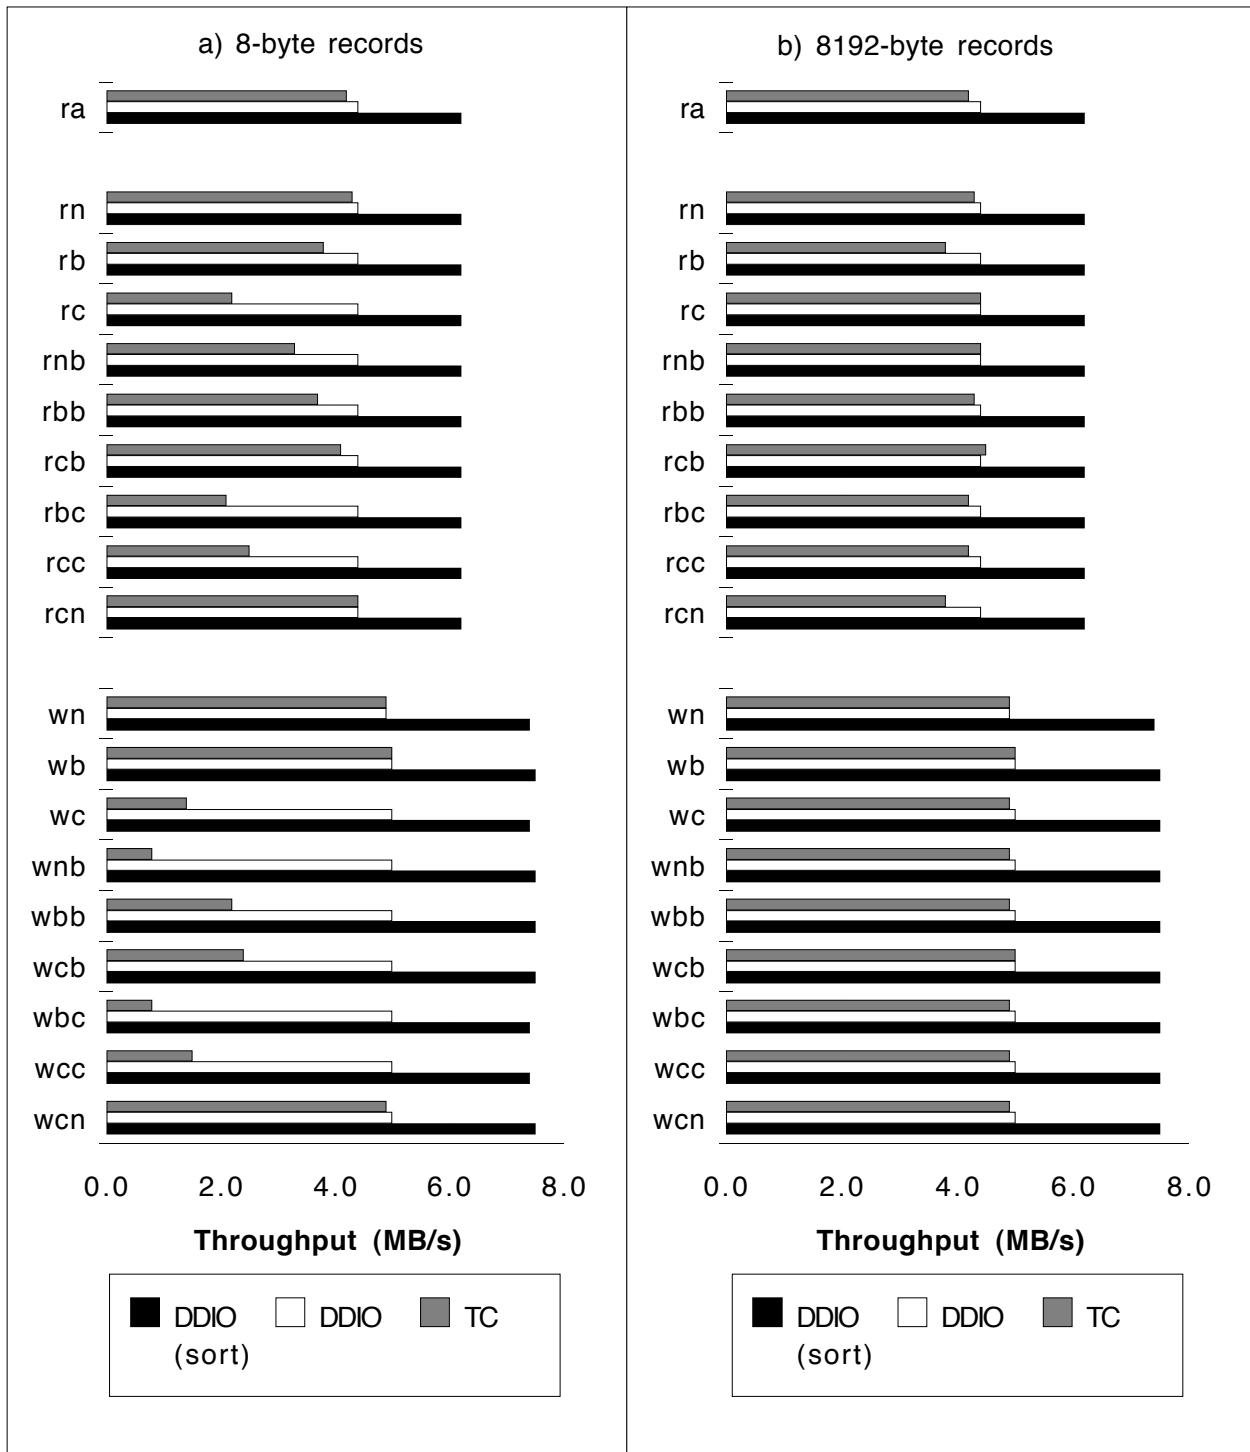 a) 8-byte records
ra
rn
rb
rc
rnb
rbb
rcb
rbc
rcc
rcn
wn
wb
wc
wnb
wbb
wcb
wbc
wcc
wcn
0.0 2.0 4.0 6.0 8.0
Throughput (MB/s)
DDIO (sort) DDIO TC
b) 8192-byte records
ra
rn
rb
rc
rnb
rbb
rcb
rbc
rcc
rcn
wn
wb
wc
wnb
wbb
wcb
wbc
wcc
wcn
0.0 2.0 4.0 6.0 8.0
Throughput (MB/s)
DDIO (sort) DDIO TC